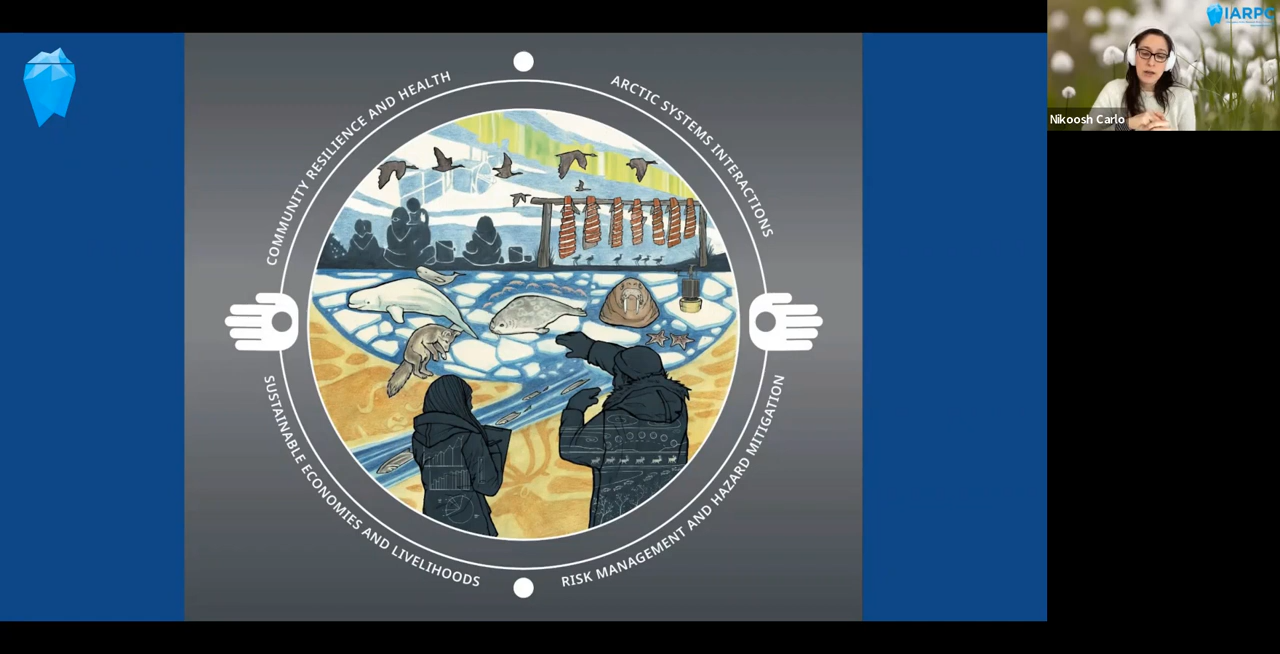 COMMUNITY RESILIENCE AND HEALTH
ARCTIC SYSTEMS INTERACTIONS
SUSTAINABLE ECONOMIES AND LIVELIHOODS
RISK MANAGEMENT AND HAZARD MITIGATION
IARPC
Nikoosh Carlo